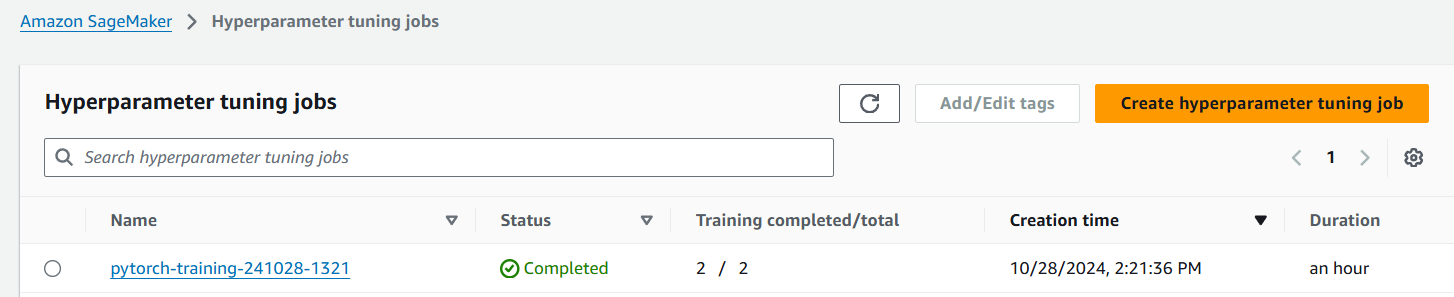 Amazon SageMaker > Hyperparameter tuning jobs
Hyperparameter tuning jobs Add/Edit tags Create hyperparameter tuning job
Search hyperparameter tuning jobs 1
Name Status Training completed/total Creation time Duration
pytorch-training-241028-1321 Completed 2 / 2 10/28/2024, 2:21:36 PM an hour